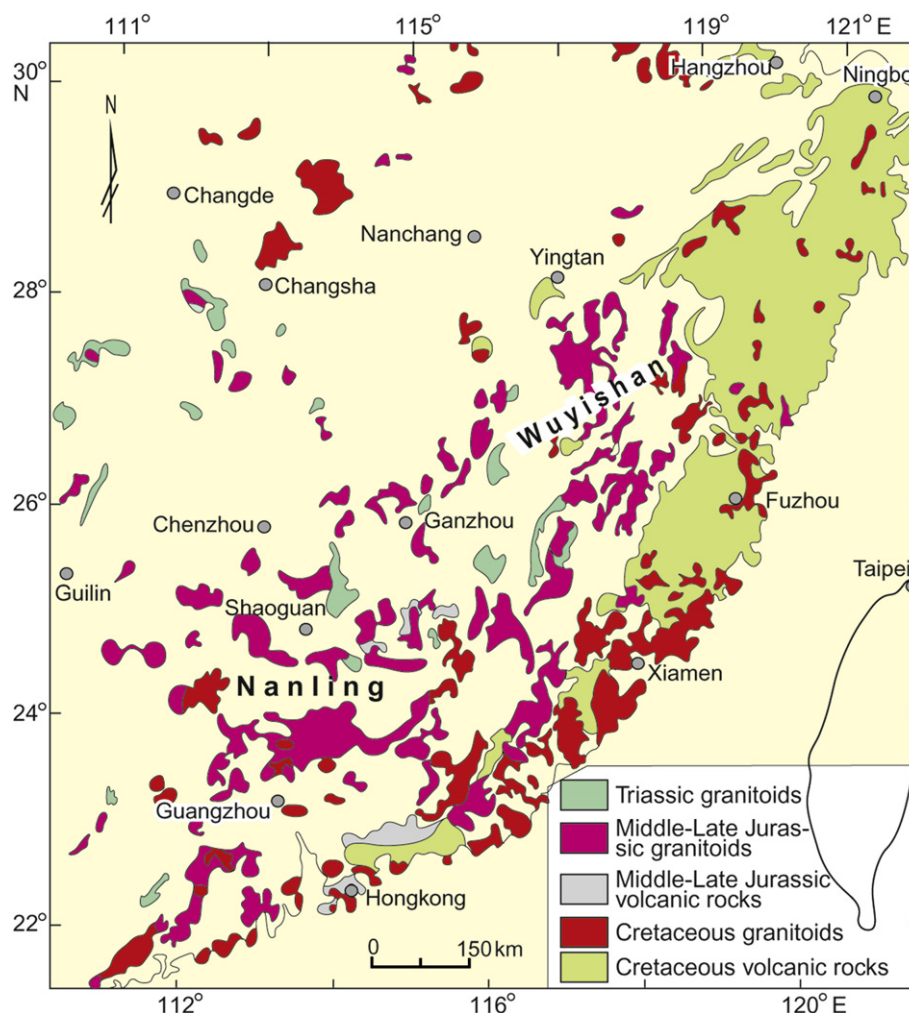 111° 115° 119° 121° E
30°
N
N
Hangzhou
Ningbo
Changde
Nanchang
Yingtan
28°
Changsha
Wuyishan
26°
Chenzhou
Ganzhou
Fuzhou
Guilin
Taipei
Shaoguan
Xiamen
Nanling
24°
Guangzhou
Triassic granitoids
Middle-Late Juras-
sic granitoids
Middle-Late Jurassic
volcanic rocks
Cretaceous granitoids
Cretaceous volcanic rocks
Hongkong
22°
0 150 km
112° 116° 120° E